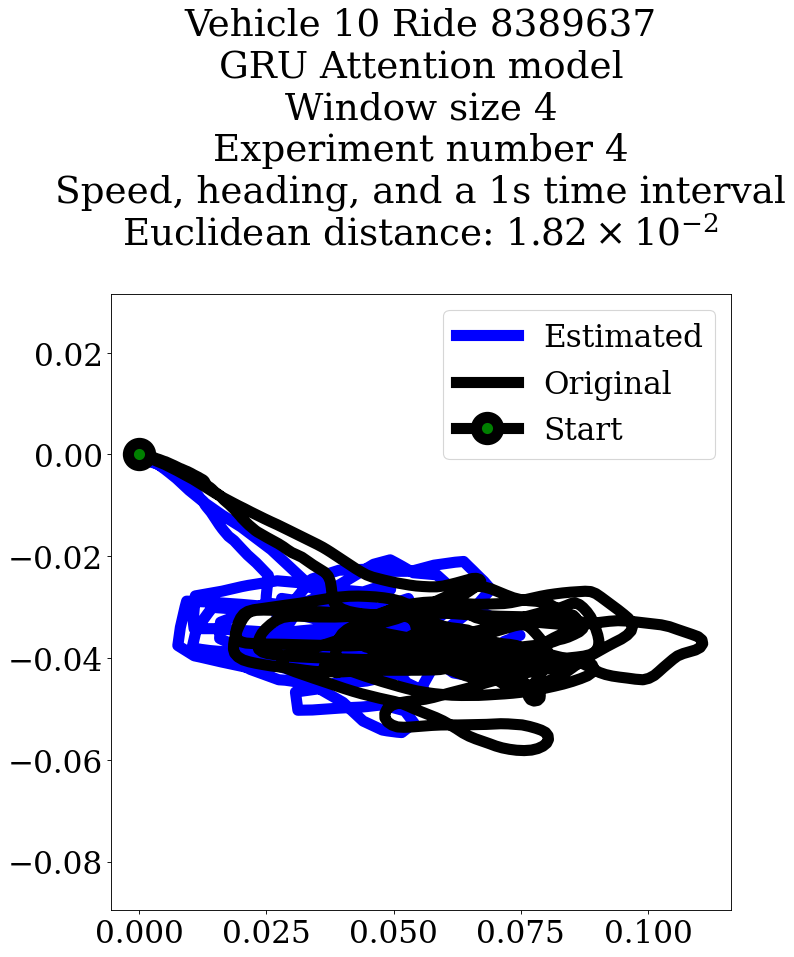 Vehicle 10 Ride 8389637
GRU Attention model
Window size 4
Experiment number 4
Speed, heading, and a 1s time interval
Euclidean distance: 1.82 × 10⁻²
Estimated
Original
Start
0.02
0.00
−0.02
−0.04
−0.06
−0.08
0.000 0.025 0.050 0.075 0.100